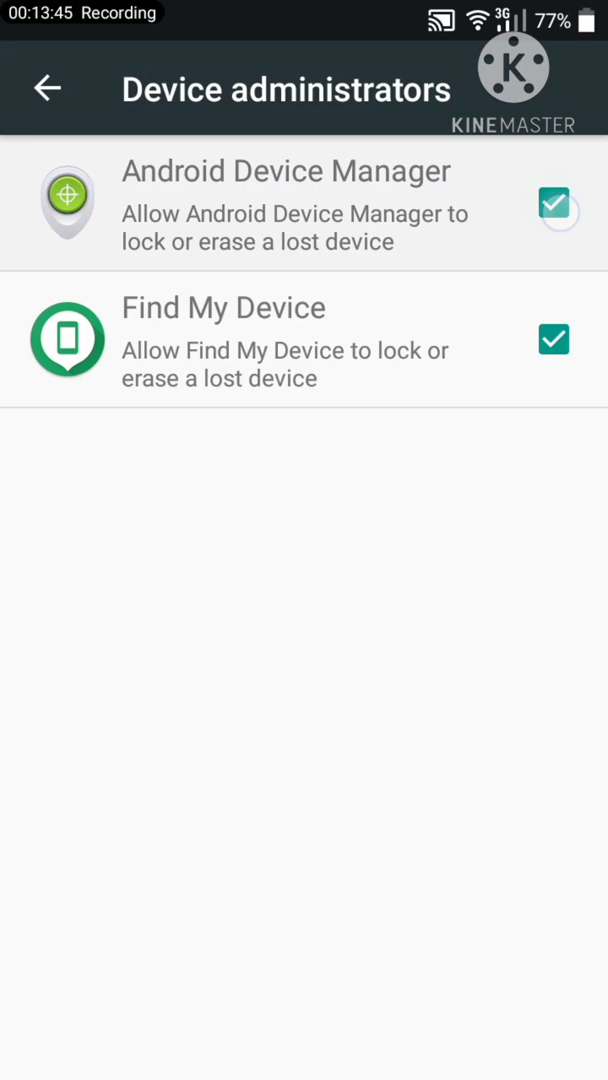 00:13:45 Recording
3G
77%
Device administrators
K
KINEMASTER
Android Device Manager
Allow Android Device Manager to
lock or erase a lost device
Find My Device
Allow Find My Device to lock or
erase a lost device